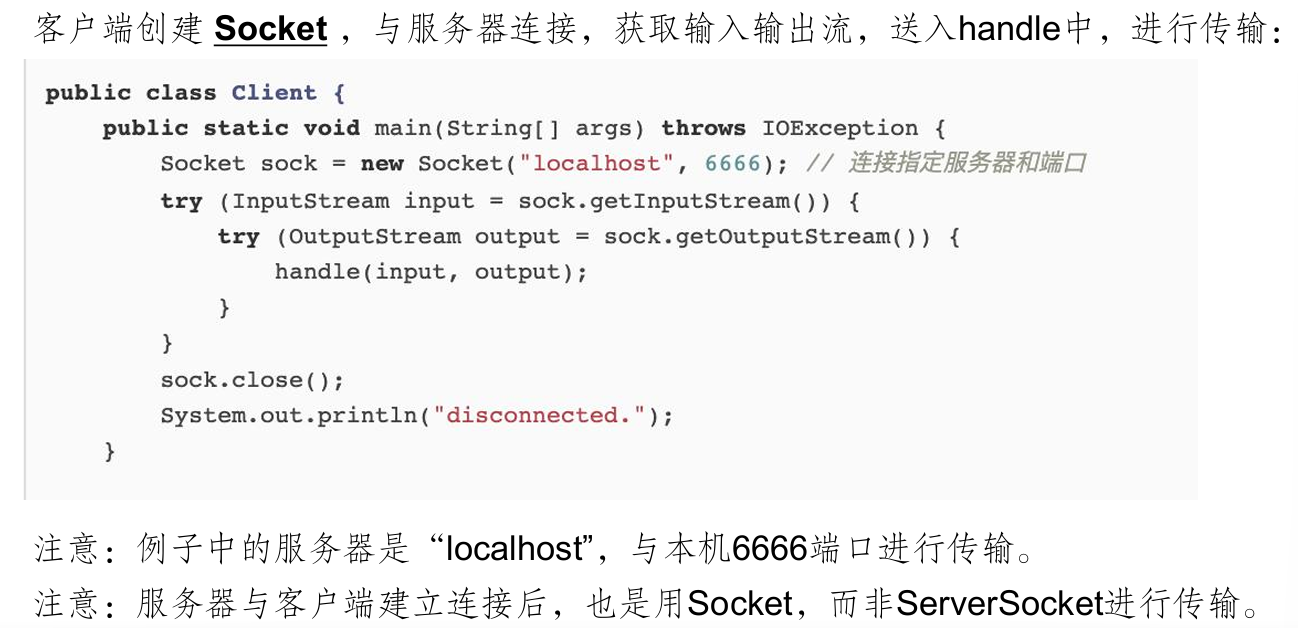 客户端创建 Socket ，与服务器连接，获取输入输出流，送入handle中，进行传输：
public class Client {
    public static void main(String[] args) throws IOException {
        Socket sock = new Socket("localhost", 6666); // 连接指定服务器和端口
        try (InputStream input = sock.getInputStream()) {
            try (OutputStream output = sock.getOutputStream()) {
                handle(input, output);
            }
        }
        sock.close();
        System.out.println("disconnected.");
    }
注意：例子中的服务器是“localhost”，与本机6666端口进行传输。
注意：服务器与客户端建立连接后，也是用Socket，而非ServerSocket进行传输。